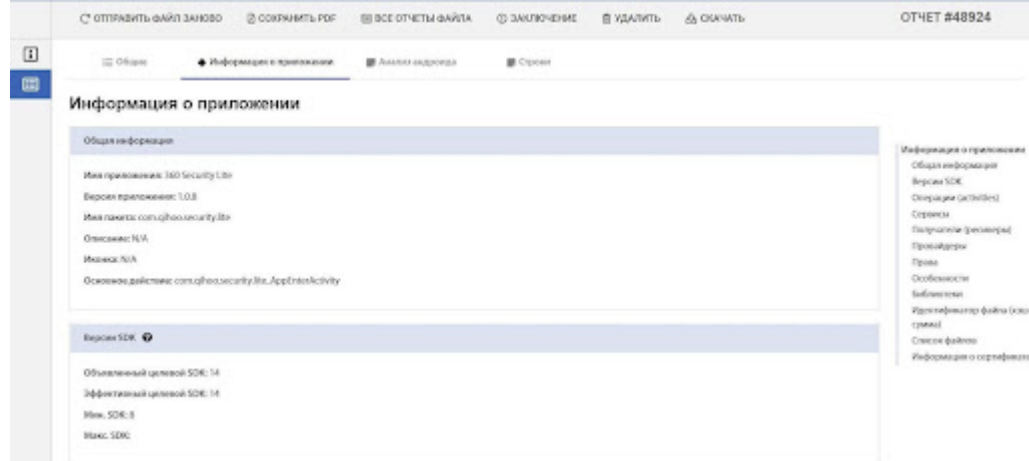 ОТПРАВИТЬ ФАЙЛ ЗАНОВО СОХРАНИТЬ PDF ВСЕ ОТЧЕТЫ ФАЙЛА ЗАКЛЮЧЕНИЕ УДАЛИТЬ СКАЧАТЬ ОТЧЕТ #48924
Общее Информация о приложении Анализ андроида Строки
Информация о приложении
Общая информация
Имя приложения: 360 Security Lite
Версия приложения: 1.0.8
Имя пакета: com.qihoo.security.lite
Описание: N/A
Иконка: N/A
Основное действие: com.qihoo.security.lite.AppEnterActivity
Версии SDK
Объявленный целевой SDK: 14
Эффективный целевой SDK: 14
Мин. SDK: 8
Макс. SDK:
Информация о приложении
Общая информация
Версии SDK
Операции (activities)
Сервисы
Получатели (ресиверы)
Провайдеры
Права
Особенности
Библиотеки
Идентификатор файла (хэш
сумма)
Список файлов
Информация о сертификате